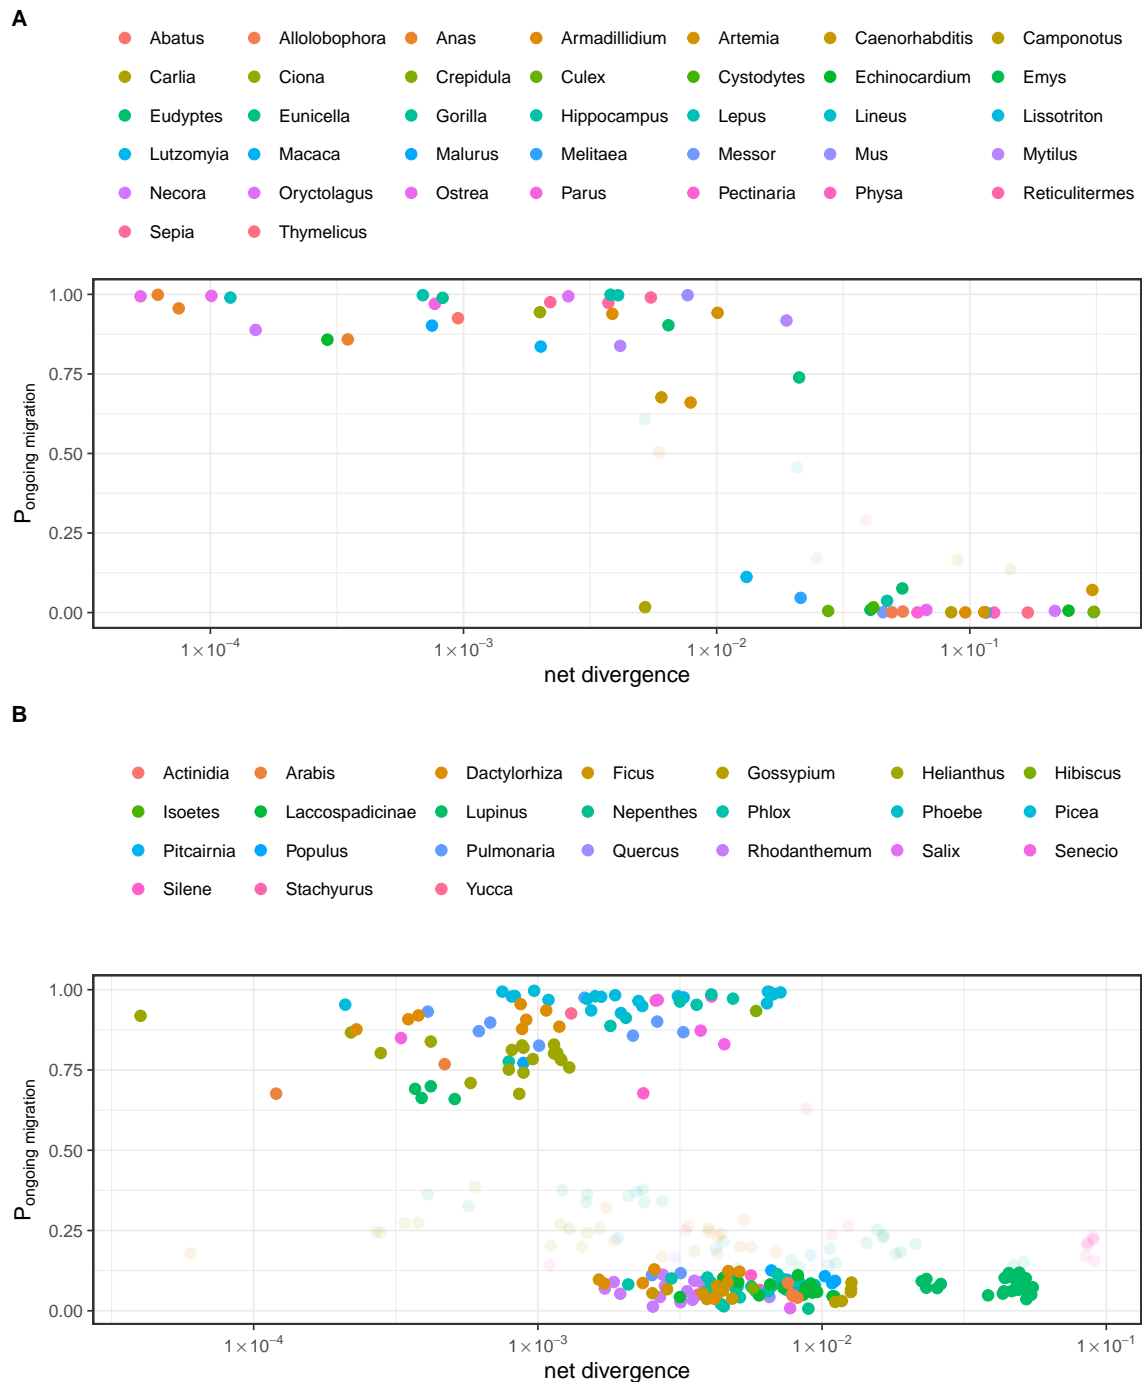 A
Abatus Allolobophora Anas Armadillidium Artemia Caenorhabditis Camponotus
Carlia Ciona Crepidula Culex Cystodytes Echinocardium Emys
Eudyptes Eunicella Gorilla Hippocampus Lepus Lineus Lissotriton
Lutzomyia Macaca Malurus Melitaea Messor Mus Mytilus
Necora Oryctolagus Ostrea Parus Pectinaria Physa Reticulitermes
Sepia Thymelicus
1.00
0.75
0.50
0.25
0.00
P ongoing migration
1×10⁻⁴ 1×10⁻³ 1×10⁻² 1×10⁻¹
net divergence
B
Actinidia Arabis Dactylorhiza Ficus Gossypium Helianthus Hibiscus
Isoetes Laccospadicinae Lupinus Nepenthes Phlox Phoebe Picea
Pitcairnia Populus Pulmonaria Quercus Rhodanthemum Salix Senecio
Silene Stachyurus Yucca
1.00
0.75
0.50
0.25
0.00
P ongoing migration
1×10⁻⁴ 1×10⁻³ 1×10⁻² 1×10⁻¹
net divergence